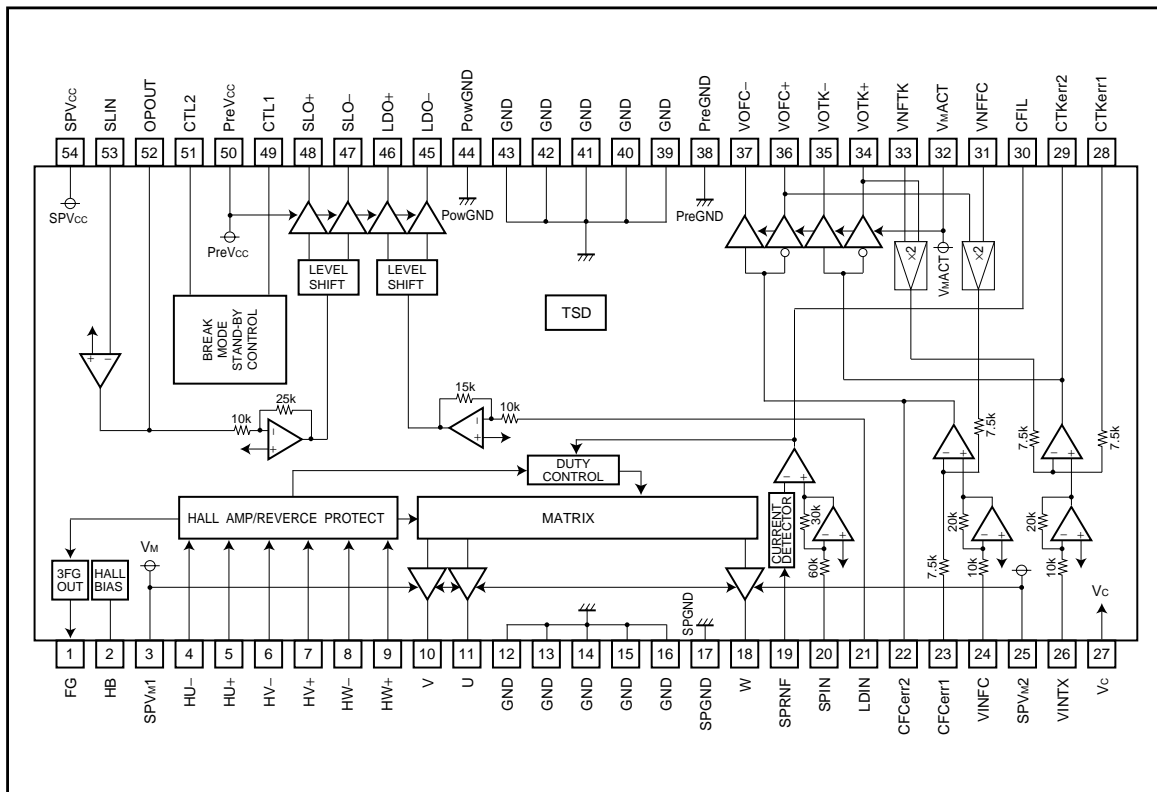 SPVCC
SLIN
OPOUT
CTL2
PreVCC
CTL1
SLO+
SLO−
LDO+
LDO−
PowGND
GND
GND
GND
GND
GND
PreGND
VOFC−
VOFC+
VOTK−
VOTK+
VNFTK
VMACT
VNFFC
CFIL
CTKerr2
CTKerr1
54 53 52 51 50 49 48 47 46 45 44 43 42 41 40 39 38 37 36 35 34 33 32 31 30 29 28
SPVCC
PreVCC
PowGND
PreGND
VMACT
×2
×2
LEVEL
SHIFT
LEVEL
SHIFT
BREAK
MODE
STAND-BY
CONTROL
TSD
+ −
10k
25k
−
+
15k
10k
−
+
7.5k
7.5k
7.5k
− +
− +
− +
DUTY
CONTROL
HALL AMP/REVERCE PROTECT
MATRIX
CURRENT
DETECTOR
30k
− +
60k
20k
− +
20k
− +
7.5k
10k
10k
3FG
OUT
HALL
BIAS
VM
SPGND
VC
1 2 3 4 5 6 7 8 9 10 11 12 13 14 15 16 17 18 19 20 21 22 23 24 25 26 27
FG
HB
SPVM1
HU−
HU+
HV−
HV+
HW−
HW+
V
U
GND
GND
GND
GND
GND
SPGND
W
SPRNF
SPIN
LDIN
CFCerr2
CFCerr1
VINFC
SPVM2
VINTX
VC